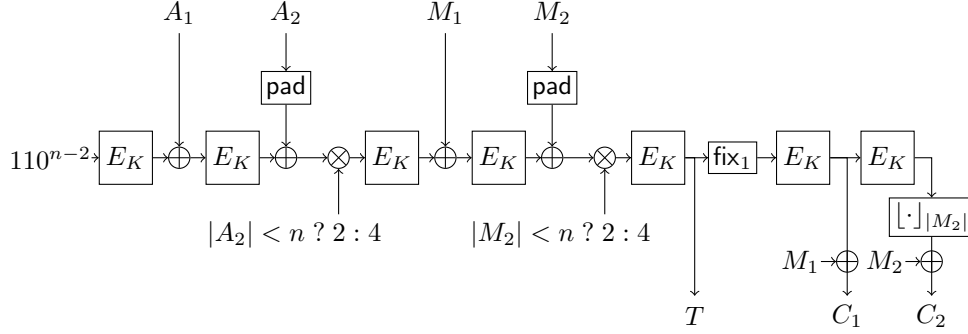 A₁ A₂ M₁ M₂
pad pad
110ⁿ⁻² E_K E_K E_K E_K E_K fix₁ E_K E_K
|A₂| < n ? 2 : 4 |M₂| < n ? 2 : 4 ⌊·⌋_|M₂|
M₁ M₂
T C₁ C₂